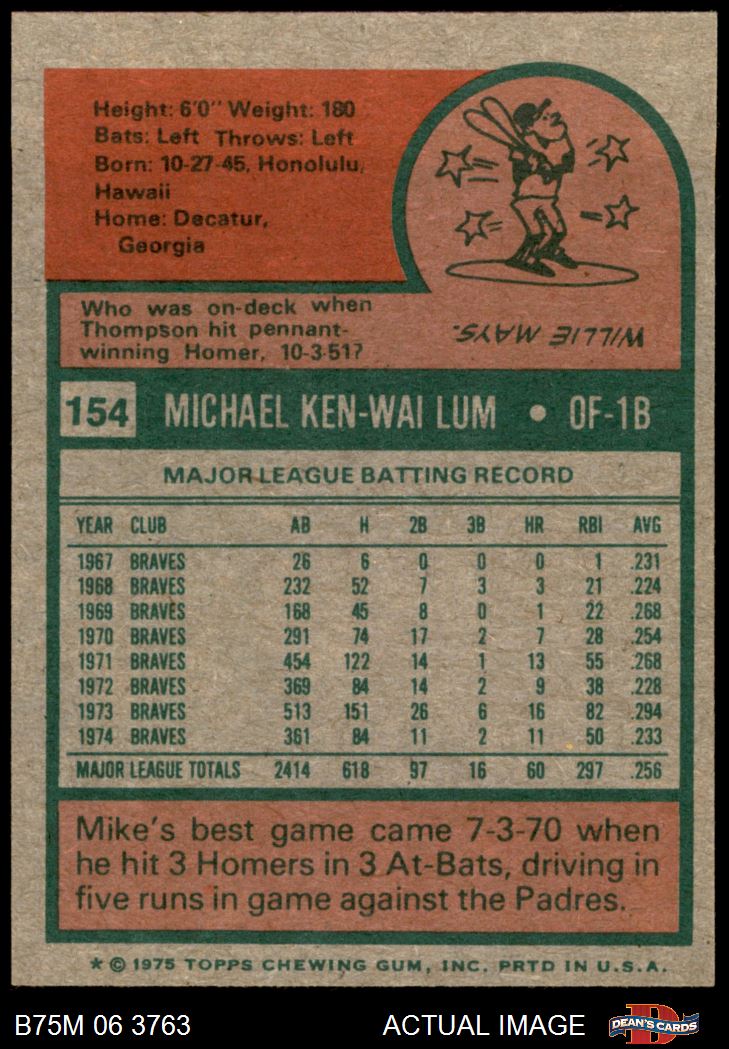 Height: 6'0" Weight: 180
Bats: Left Throws: Left
Born: 10-27-45, Honolulu,
Hawaii
Home: Decatur,
Georgia
Who was on-deck when
Thompson hit pennant-
winning Homer, 10-3-51?
WILLIE MAYS.
154 MICHAEL KEN-WAI LUM • OF-1B
MAJOR LEAGUE BATTING RECORD
YEAR CLUB AB H 2B 3B HR RBI AVG
1967 BRAVES 26 6 0 0 0 1 .231
1968 BRAVES 232 52 7 3 3 21 .224
1969 BRAVES 168 45 8 0 1 22 .268
1970 BRAVES 291 74 17 2 7 28 .254
1971 BRAVES 454 122 14 1 13 55 .268
1972 BRAVES 369 84 14 2 9 38 .228
1973 BRAVES 513 151 26 6 16 82 .294
1974 BRAVES 361 84 11 2 11 50 .233
MAJOR LEAGUE TOTALS 2414 618 97 16 60 297 .256
Mike's best game came 7-3-70 when
he hit 3 Homers in 3 At-Bats, driving in
five runs in game against the Padres.
* © 1975 TOPPS CHEWING GUM, INC. PRTD IN U.S.A.
B75M 06 3763 ACTUAL IMAGE DEAN'S CARDS